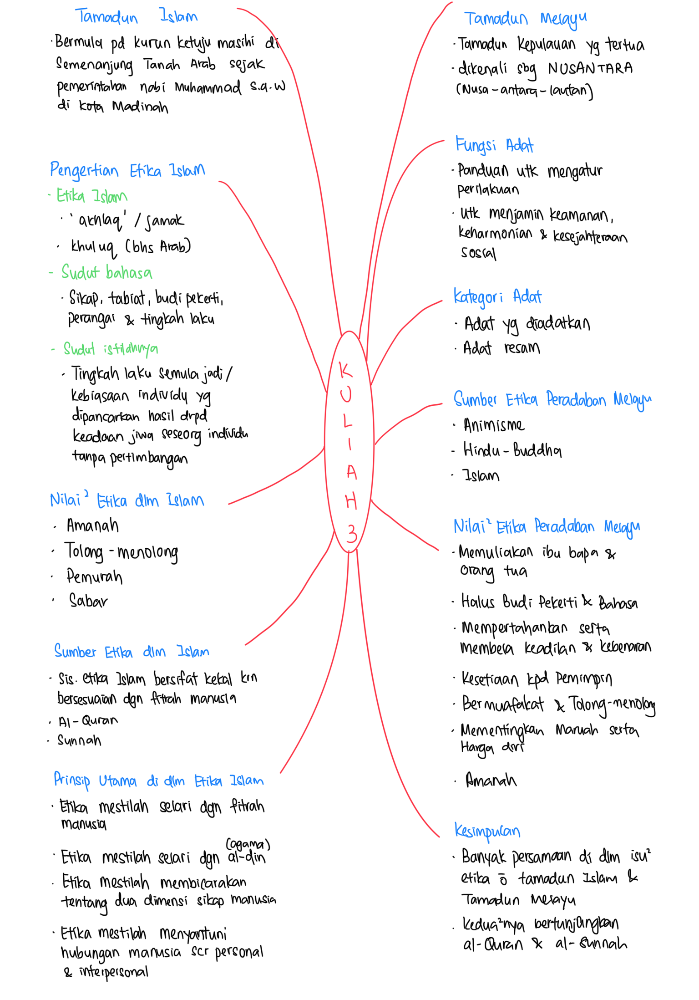 Tamadun Islam
· Bermula pd kurun ketuju masihi di
Semenanjung Tanah Arab sejak
pemerintahan nabi Muhammad s.a.w
di kota Madinah
Pengertian Etika Islam
- Etika Islam
· 'akhlaq' / jamak
· khuluq (bhs Arab)
- Sudut bahasa
· Sikap, tabiat, budi pekerti,
perangai & tingkah laku
- Sudut istilahnya
· Tingkah laku semula jadi /
kebiasaan individu yg
dipancarkan hasil drpd
keadaan jiwa seseorg individu
tanpa pertimbangan
Nilai² Etika dlm Islam
· Amanah
· Tolong-menolong
· Pemurah
· Sabar
Sumber Etika dlm Islam
· Sis. etika Islam bersifat kekal krn
bersesuaian dgn fitrah manusia
· Al-Quran
· Sunnah
Prinsip Utama di dlm Etika Islam
· Etika mestilah selari dgn fitrah
manusia
(agama)
· Etika mestilah selari dgn al-din
· Etika mestilah membicarakan
tentang dua dimensi sikap manusia
· Etika mestilah menyantuni
hubungan manusia scr personal
& interpersonal
K
U
L
I
A
H
3
Tamadun Melayu
· Tamadun Kepulauan yg tertua
· dikenali sbg NUSANTARA
(Nusa-antara-lautan)
Fungsi Adat
· Panduan utk mengatur
perilakuan
· utk menjamin keamanan,
keharmonian & kesejahteraan
sosial
Kategori Adat
· Adat yg diadatkan
· Adat resam
Sumber Etika Peradaban Melayu
· Animisme
- Hindu-Buddha
· Islam
Nilai² Etika Peradaban Melayu
· Memuliakan ibu bapa &
orang tua
· Halus Budi Pekerti & Bahasa
· Mempertahankan serta
membela keadilan & kebenaran
· Kesetiaan kpd Pemimpin
· Bermuafakat & Tolong-menolong
· Mementingkan Maruah serta
Harga diri
· Amanah
Kesimpulan
· Banyak persamaan di dlm isu²
etika ō tamadun Islam &
Tamadun Melayu
· Kedua²nya bertunjangkan
al-Quran & al-Sunnah